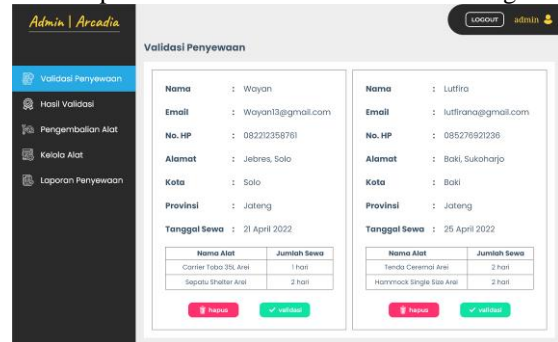 Admin | Arcadia
LOGOUT admin
Validasi Penyewaan
Validasi Penyewaan
Hasil Validasi
Pengembalian Alat
Kelola Alat
Laporan Penyewaan
Nama : Wayan
Email : Wayan13@gmail.com
No. HP : 082212358761
Alamat : Jebres, Solo
Kota : Solo
Provinsi : Jateng
Tanggal Sewa : 21 April 2022
Nama Alat Jumlah Sewa
Carrier Toba 35L Arei 1 hari
Sepatu Shelter Arei 2 hari
hapus validasi
Nama : Lutfira
Email : lutfirana@gmail.com
No. HP : 085276921236
Alamat : Baki, Sukoharjo
Kota : Baki
Provinsi : Jateng
Tanggal Sewa : 25 April 2022
Nama Alat Jumlah Sewa
Tenda Ceremai Arei 2 hari
Hammock Single Size Arei 2 hari
hapus validasi